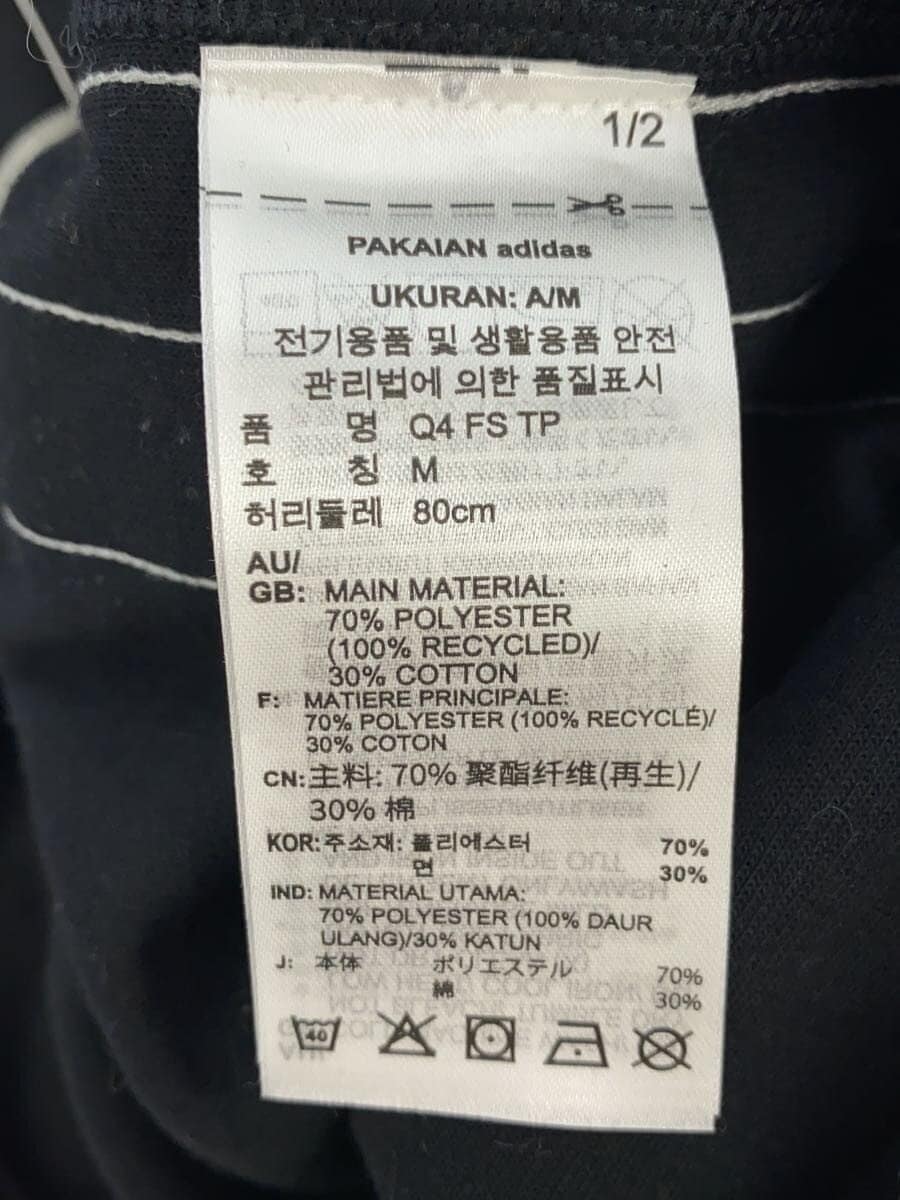 1/2
PAKAIAN adidas
UKURAN: A/M
전기용품 및 생활용품 안전
관리법에 의한 품질표시
품 명 Q4 FS TP
호 칭 M
허리둘레 80cm
AU/
GB: MAIN MATERIAL:
70% POLYESTER
(100% RECYCLED)/
30% COTTON
F: MATIERE PRINCIPALE:
70% POLYESTER (100% RECYCLÉ)/
30% COTON
CN:主料: 70% 聚酯纤维(再生)/
30% 棉
KOR:주소재: 폴리에스터 70%
면 30%
IND: MATERIAL UTAMA:
70% POLYESTER (100% DAUR
ULANG)/30% KATUN
J: 本体 ポリエステル 70%
綿 30%
40